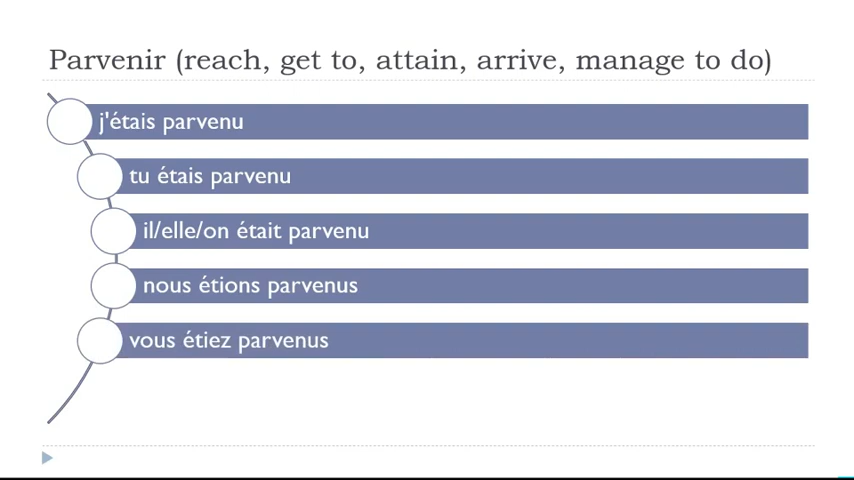 Parvenir (reach, get to, attain, arrive, manage to do)
j'étais parvenu
tu étais parvenu
il/elle/on était parvenu
nous étions parvenus
vous étiez parvenus